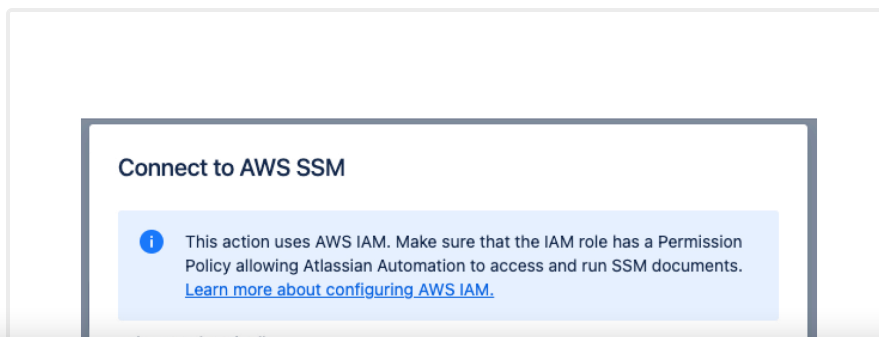 Connect to AWS SSM
This action uses AWS IAM. Make sure that the IAM role has a Permission
Policy allowing Atlassian Automation to access and run SSM documents.
Learn more about configuring AWS IAM.